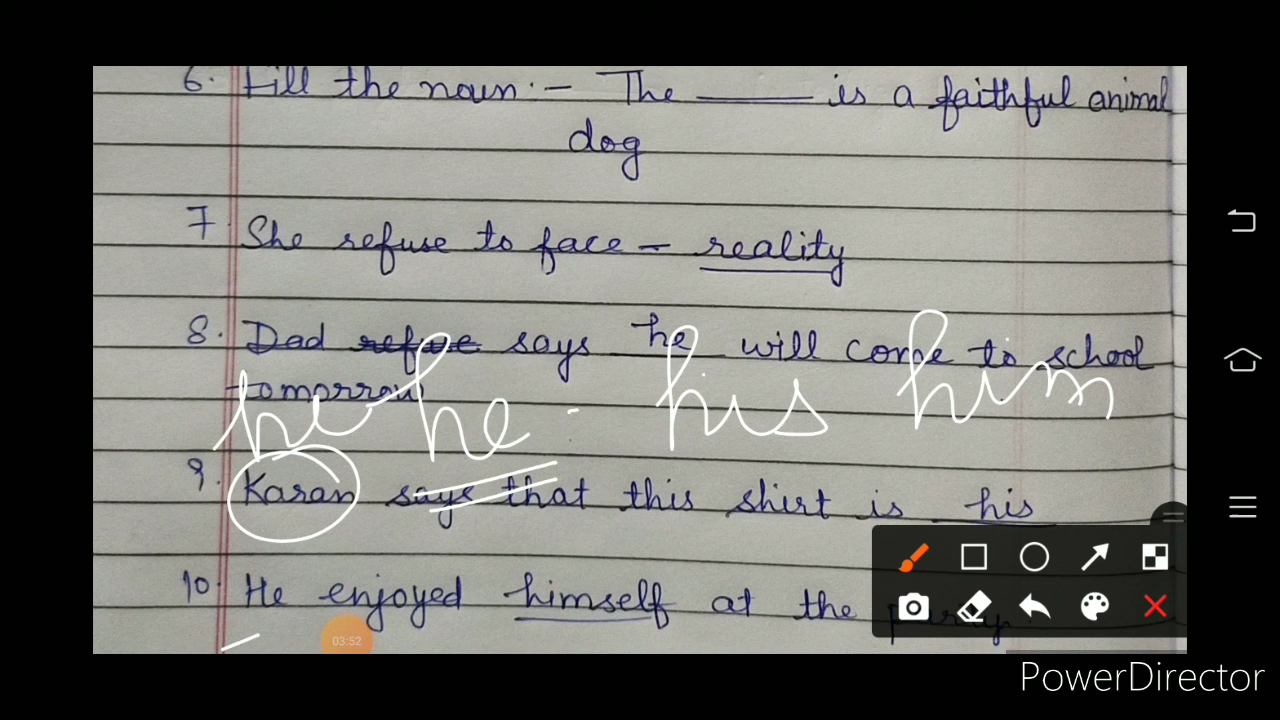 6. Fill the noun :- The ____ is a faithful animal
dog
7 She refuse to face - reality
8. Dad refuse says he will come to school
tomorrow
he he. his him
9. Karan says that this shirt is his
10. He enjoyed himself at the party
03:52
PowerDirector